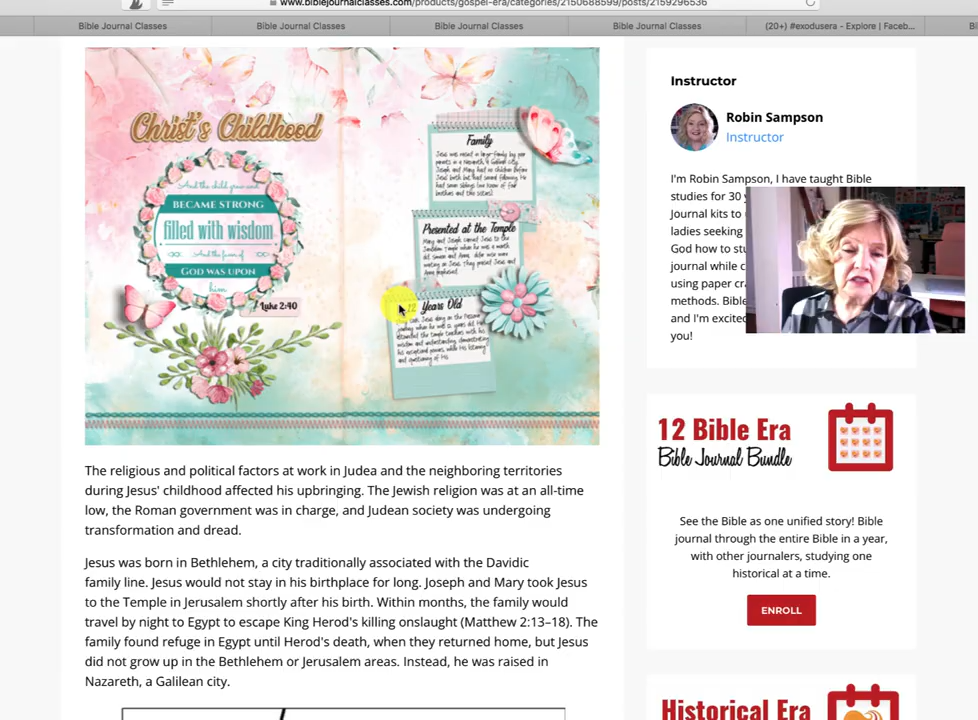 www.biblejournalclasses.com/products/gospel-era/categories/2150688599/posts/2159296536
Bible Journal Classes
Bible Journal Classes
Bible Journal Classes
Bible Journal Classes
(20+) #exodusera - Explore | Faceb...
Christ's Childhood
And the child grew and
BECAME STRONG
filled with wisdom
And the favor of
GOD WAS UPON
him
Luke 2:40
Family
Presented at the Temple
12 Years Old
The religious and political factors at work in Judea and the neighboring territories
during Jesus' childhood affected his upbringing. The Jewish religion was at an all-time
low, the Roman government was in charge, and Judean society was undergoing
transformation and dread.
Jesus was born in Bethlehem, a city traditionally associated with the Davidic
family line. Jesus would not stay in his birthplace for long. Joseph and Mary took Jesus
to the Temple in Jerusalem shortly after his birth. Within months, the family would
travel by night to Egypt to escape King Herod's killing onslaught (Matthew 2:13–18). The
family found refuge in Egypt until Herod's death, when they returned home, but Jesus
did not grow up in the Bethlehem or Jerusalem areas. Instead, he was raised in
Nazareth, a Galilean city.
Instructor
Robin Sampson
Instructor
I'm Robin Sampson, I have taught Bible
studies for 30
Journal kits to
ladies seeking
God how to
journal while
using paper
methods.
and I'm
you!
12 Bible Era
Bible Journal Bundle
See the Bible as one unified story! Bible
journal through the entire Bible in a year,
with other journalers, studying one
historical at a time.
ENROLL
Historical Era